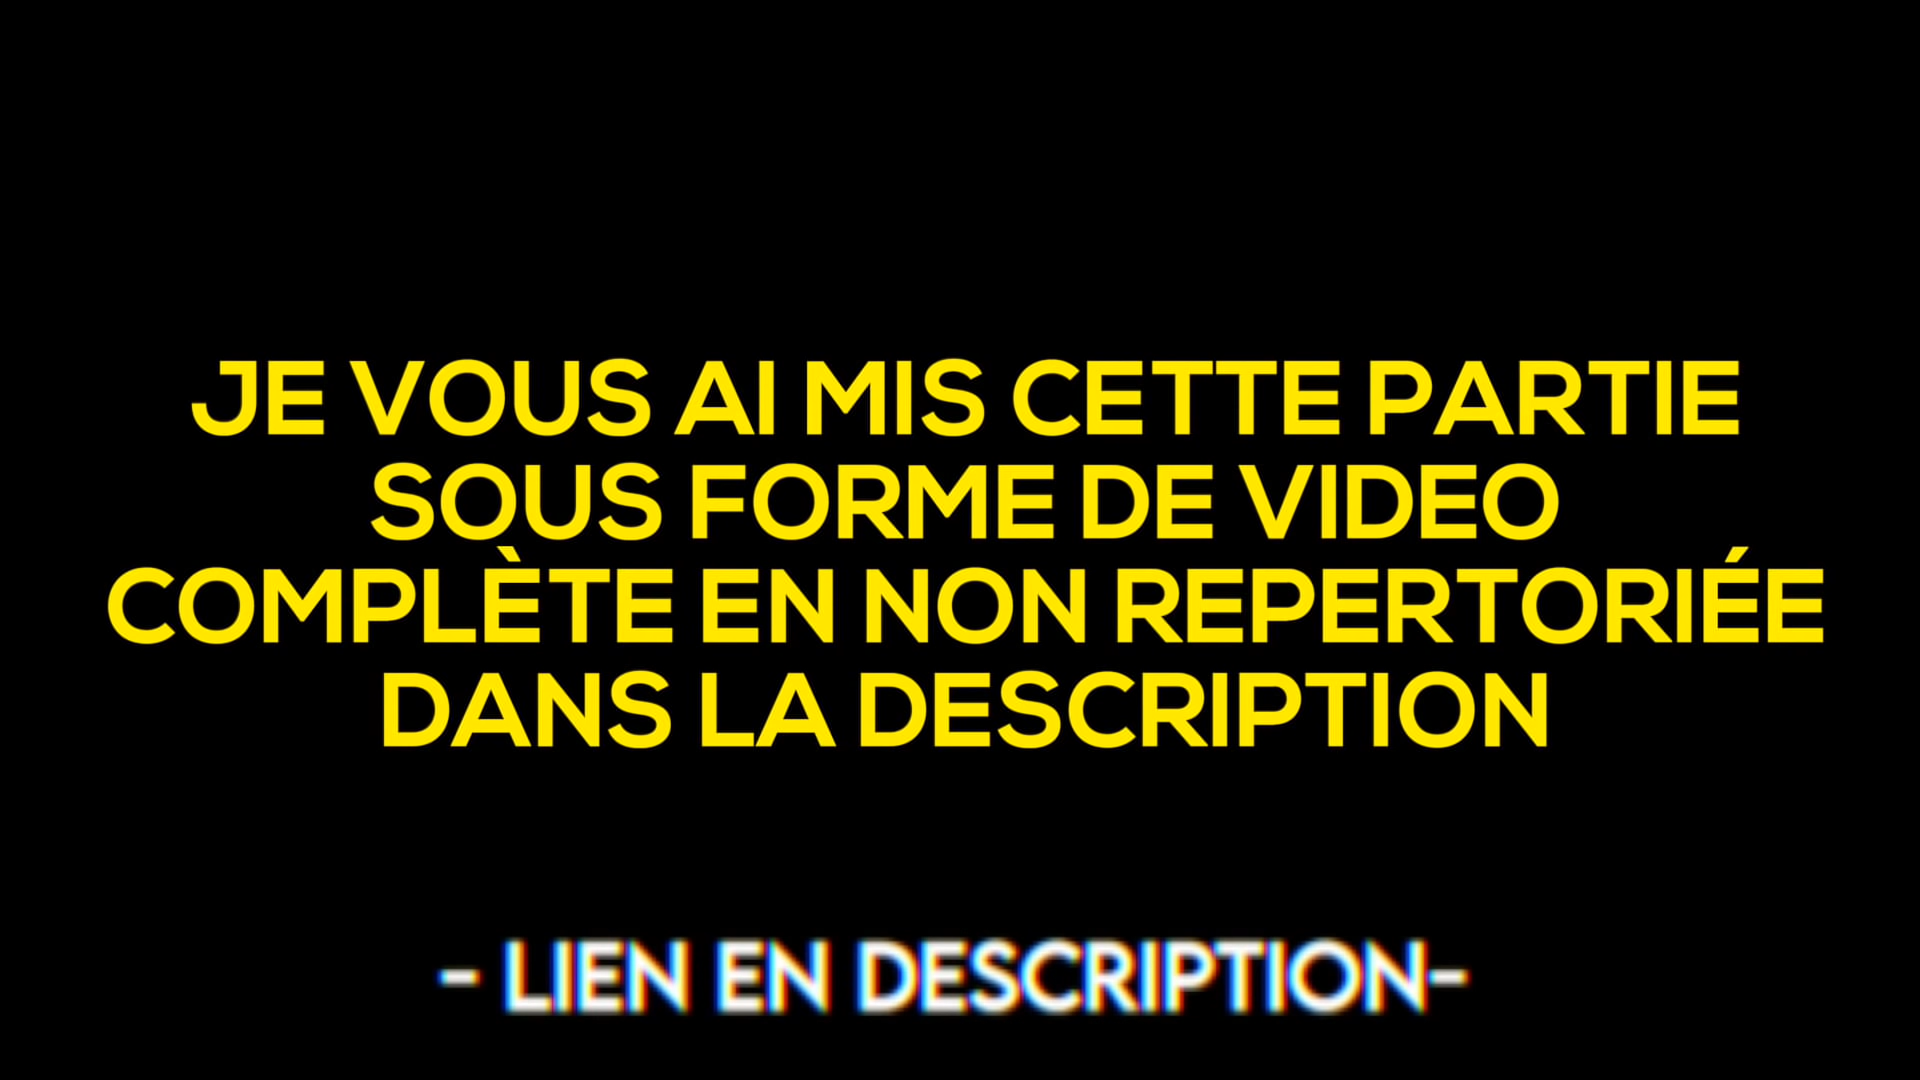 JE VOUS AI MIS CETTE PARTIE
SOUS FORME DE VIDEO
COMPLÈTE EN NON REPERTORIÉE
DANS LA DESCRIPTION
- LIEN EN DESCRIPTION-